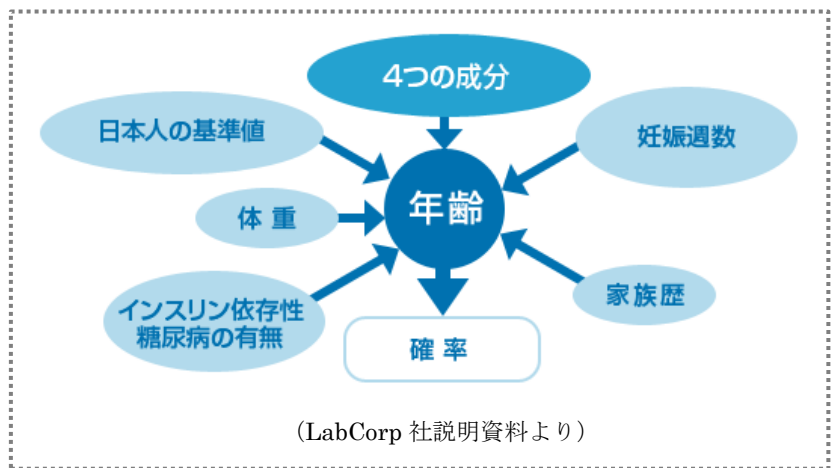 4つの成分
日本人の基準値
妊娠週数
体 重
年齢
インスリン依存性
糖尿病の有無
家族歴
確 率
（LabCorp 社説明資料より）